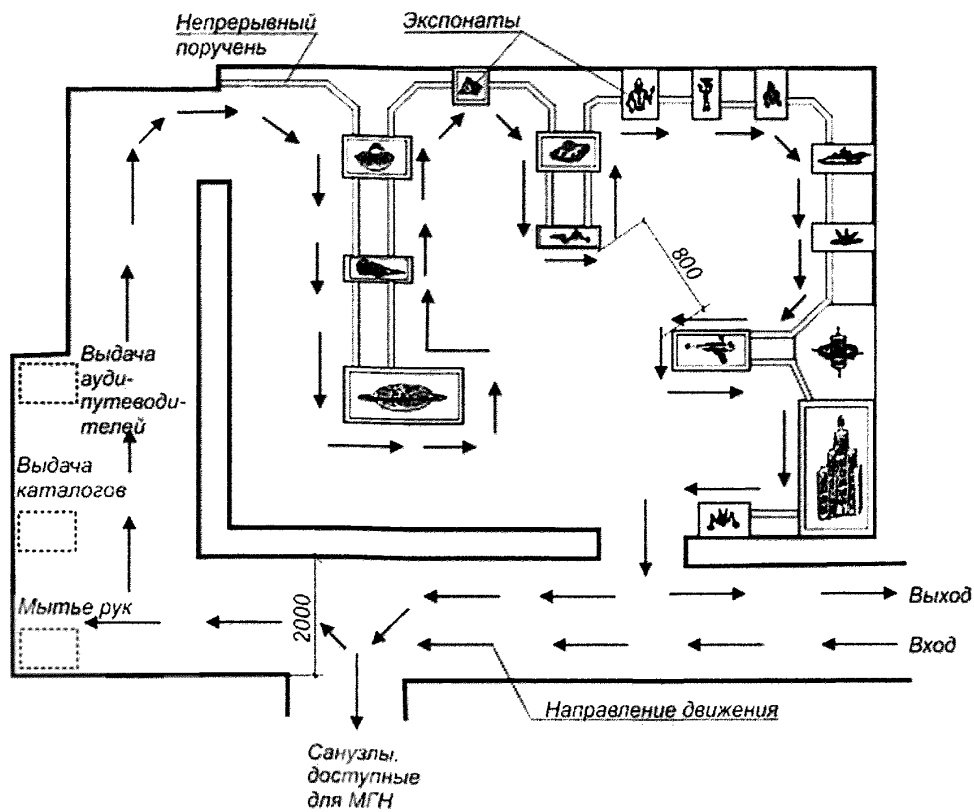 Непрерывный
поручень
Экспонаты
800
Выдача
ауди-
путеводи-
телей
Выдача
каталогов
Мытье рук
2000
Выход
Вход
Направление движения
Санузлы,
доступные
для МГН